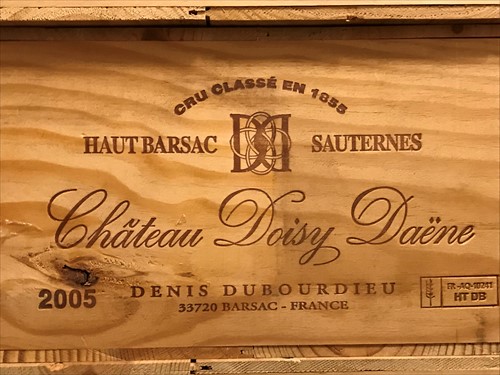 CRU CLASSÉ EN 1855
HAUT BARSAC SAUTERNES
Château Doisy Daëne
2005
DENIS DUBOURDIEU
33720 BARSAC - FRANCE
FR-AQ-10241
HT DB